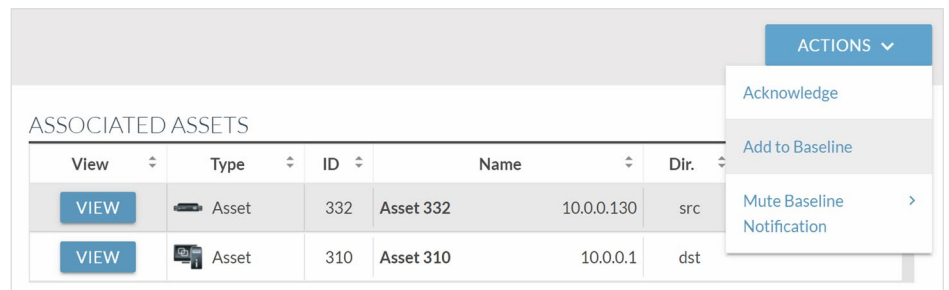 ACTIONS
Acknowledge
Add to Baseline
Mute Baseline
Notification
ASSOCIATED ASSETS
View Type ID Name Dir.
VIEW Asset 332 Asset 332 10.0.0.130 src
VIEW Asset 310 Asset 310 10.0.0.1 dst